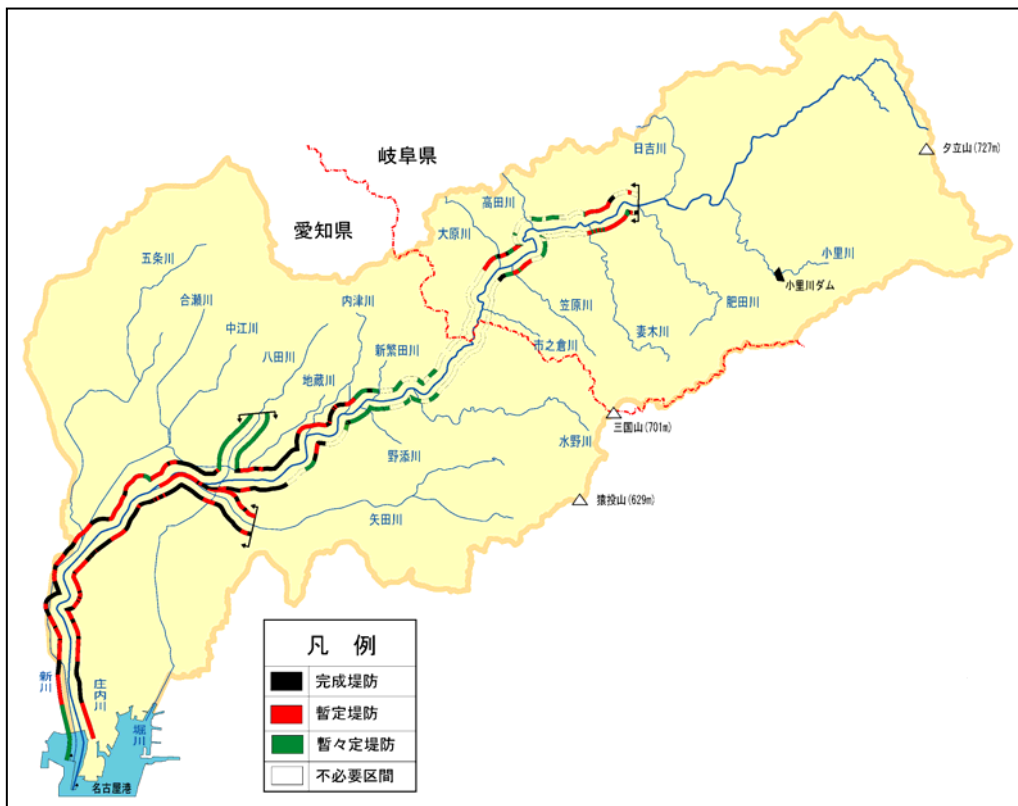 岐阜県
愛知県
日吉川
夕立山(727m)
高田川
大原川
小里川
小里川ダム
五条川
合瀬川
中江川
内津川
八田川
地蔵川
新繁田川
笠原川
肥田川
妻木川
市之倉川
三国山(701m)
水野川
野添川
猿投山(629m)
矢田川
新川
庄内川
堀川
名古屋港
凡 例
完成堤防
暫定堤防
暫々定堤防
不必要区間